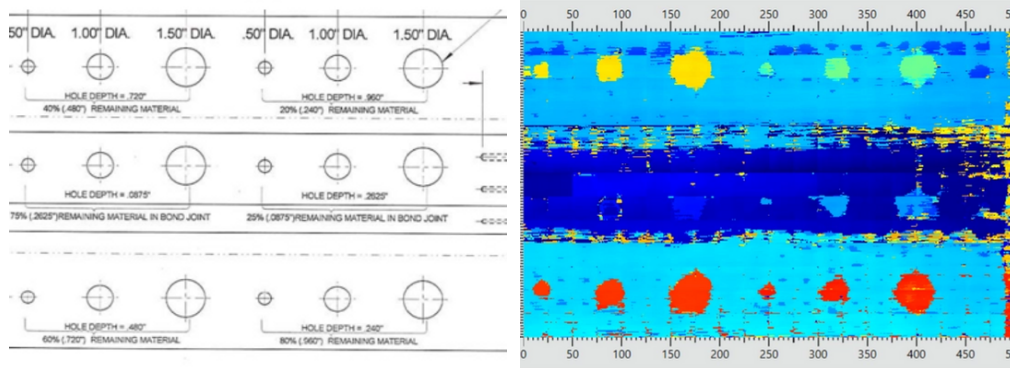 50" DIA. 1.00" DIA. 1.50" DIA. .50" DIA. 1.00" DIA. 1.50" DIA.
HOLE DEPTH = .720" HOLE DEPTH = .960"
40% (.480") REMAINING MATERIAL 20% (.240") REMAINING MATERIAL
HOLE DEPTH = .0875" HOLE DEPTH = .2625"
75% (.2625")REMAINING MATERIAL IN BOND JOINT 25% (.0875")REMAINING MATERIAL IN BOND JOINT
HOLE DEPTH = .480" HOLE DEPTH = .240"
60% (.720") REMAINING MATERIAL 80% (.960") REMAINING MATERIAL
0 50 100 150 200 250 300 350 400 450
0 50 100 150 200 250 300 350 400 450